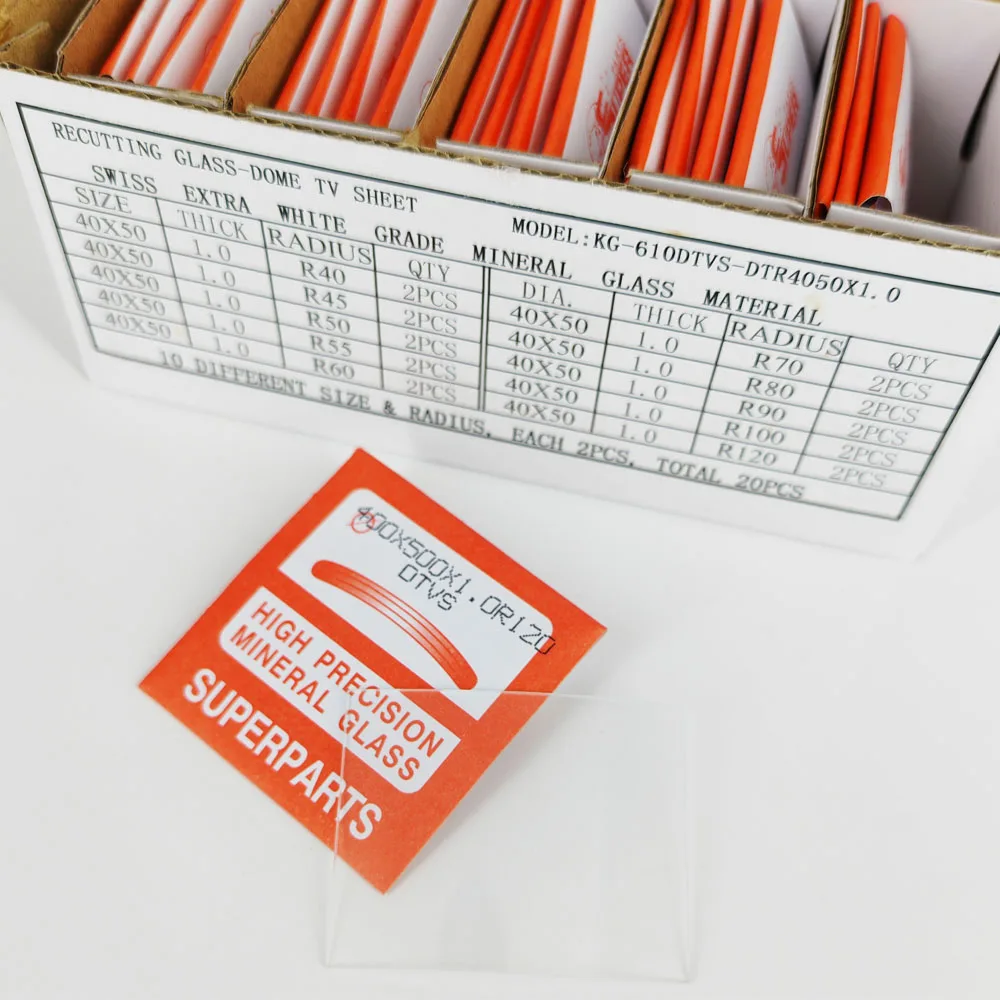 RECUTTING GLASS-DOME TV SHEET MODEL:KG-610DTVS-DTR4050X1.0
SWISS EXTRA WHITE GRADE MINERAL GLASS MATERIAL
SIZE THICK RADIUS QTY DIA. THICK RADIUS QTY
40X50 1.0 R40 2PCS 40X50 1.0 R70 2PCS
40X50 1.0 R45 2PCS 40X50 1.0 R80 2PCS
40X50 1.0 R50 2PCS 40X50 1.0 R90 2PCS
40X50 1.0 R55 2PCS 40X50 1.0 R100 2PCS
40X50 1.0 R60 2PCS 40X50 1.0 R120 2PCS
10 DIFFERENT SIZE & RADIUS, EACH 2PCS, TOTAL 20PCS
400X500X1.0R120
DTVS
HIGH PRECISION
MINERAL GLASS
SUPERPARTS